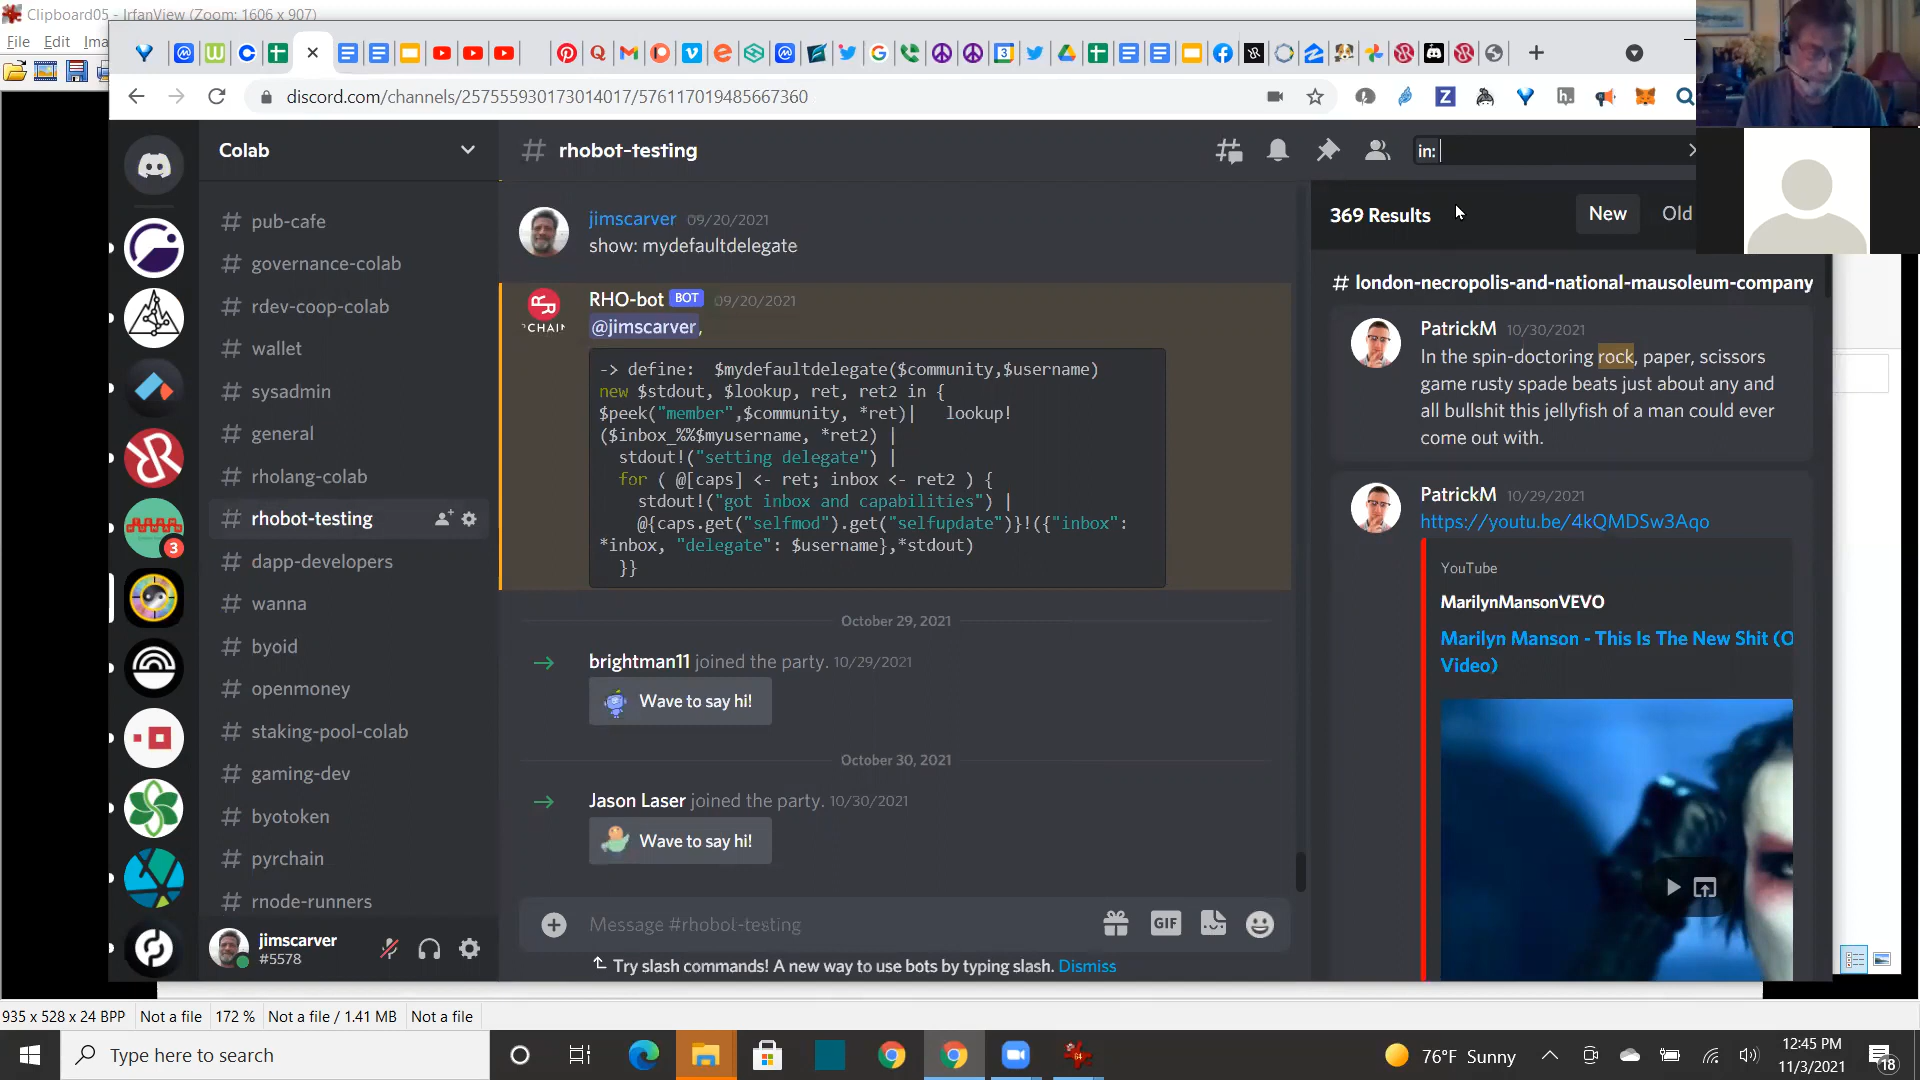 Clipboard05 - IrfanView (Zoom: 1606 x 907)
File Edit Ima
discord.com/channels/257555930173014017/576117019485667360
Colab
rhobot-testing
in:
pub-cafe
governance-colab
rdev-coop-colab
wallet
sysadmin
general
rholang-colab
rhobot-testing
dapp-developers
wanna
byoid
openmoney
staking-pool-colab
gaming-dev
byotoken
pyrchain
rnode-runners
3
jimscarver
#5578
jimscarver 09/20/2021
show: mydefaultdelegate
RHO-bot BOT 09/20/2021
@jimscarver,
-> define:  $mydefaultdelegate($community,$username)
new $stdout, $lookup, ret, ret2 in {
$peek("member",$community, *ret)|   lookup!
($inbox_%%$myusername, *ret2) |
stdout!("setting delegate") |
for ( @[caps] <- ret; inbox <- ret2 ) {
stdout!("got inbox and capabilities") |
@{caps.get("selfmod").get("selfupdate")}!({"inbox":
*inbox, "delegate": $username},*stdout)
}}
October 29, 2021
brightman11 joined the party. 10/29/2021
Wave to say hi!
October 30, 2021
Jason Laser joined the party. 10/30/2021
Wave to say hi!
Message #rhobot-testing
GIF
Try slash commands! A new way to use bots by typing slash. Dismiss
369 Results
New Old
# london-necropolis-and-national-mausoleum-company
PatrickM 10/30/2021
In the spin-doctoring rock, paper, scissors
game rusty spade beats just about any and
all bullshit this jellyfish of a man could ever
come out with.
PatrickM 10/29/2021
https://youtu.be/4kQMDSw3Aqo
YouTube
MarilynMansonVEVO
Marilyn Manson - This Is The New Shit (O
Video)
935 x 528 x 24 BPP Not a file 172 % Not a file / 1.41 MB Not a file
Type here to search
76°F Sunny
12:45 PM
11/3/2021
18